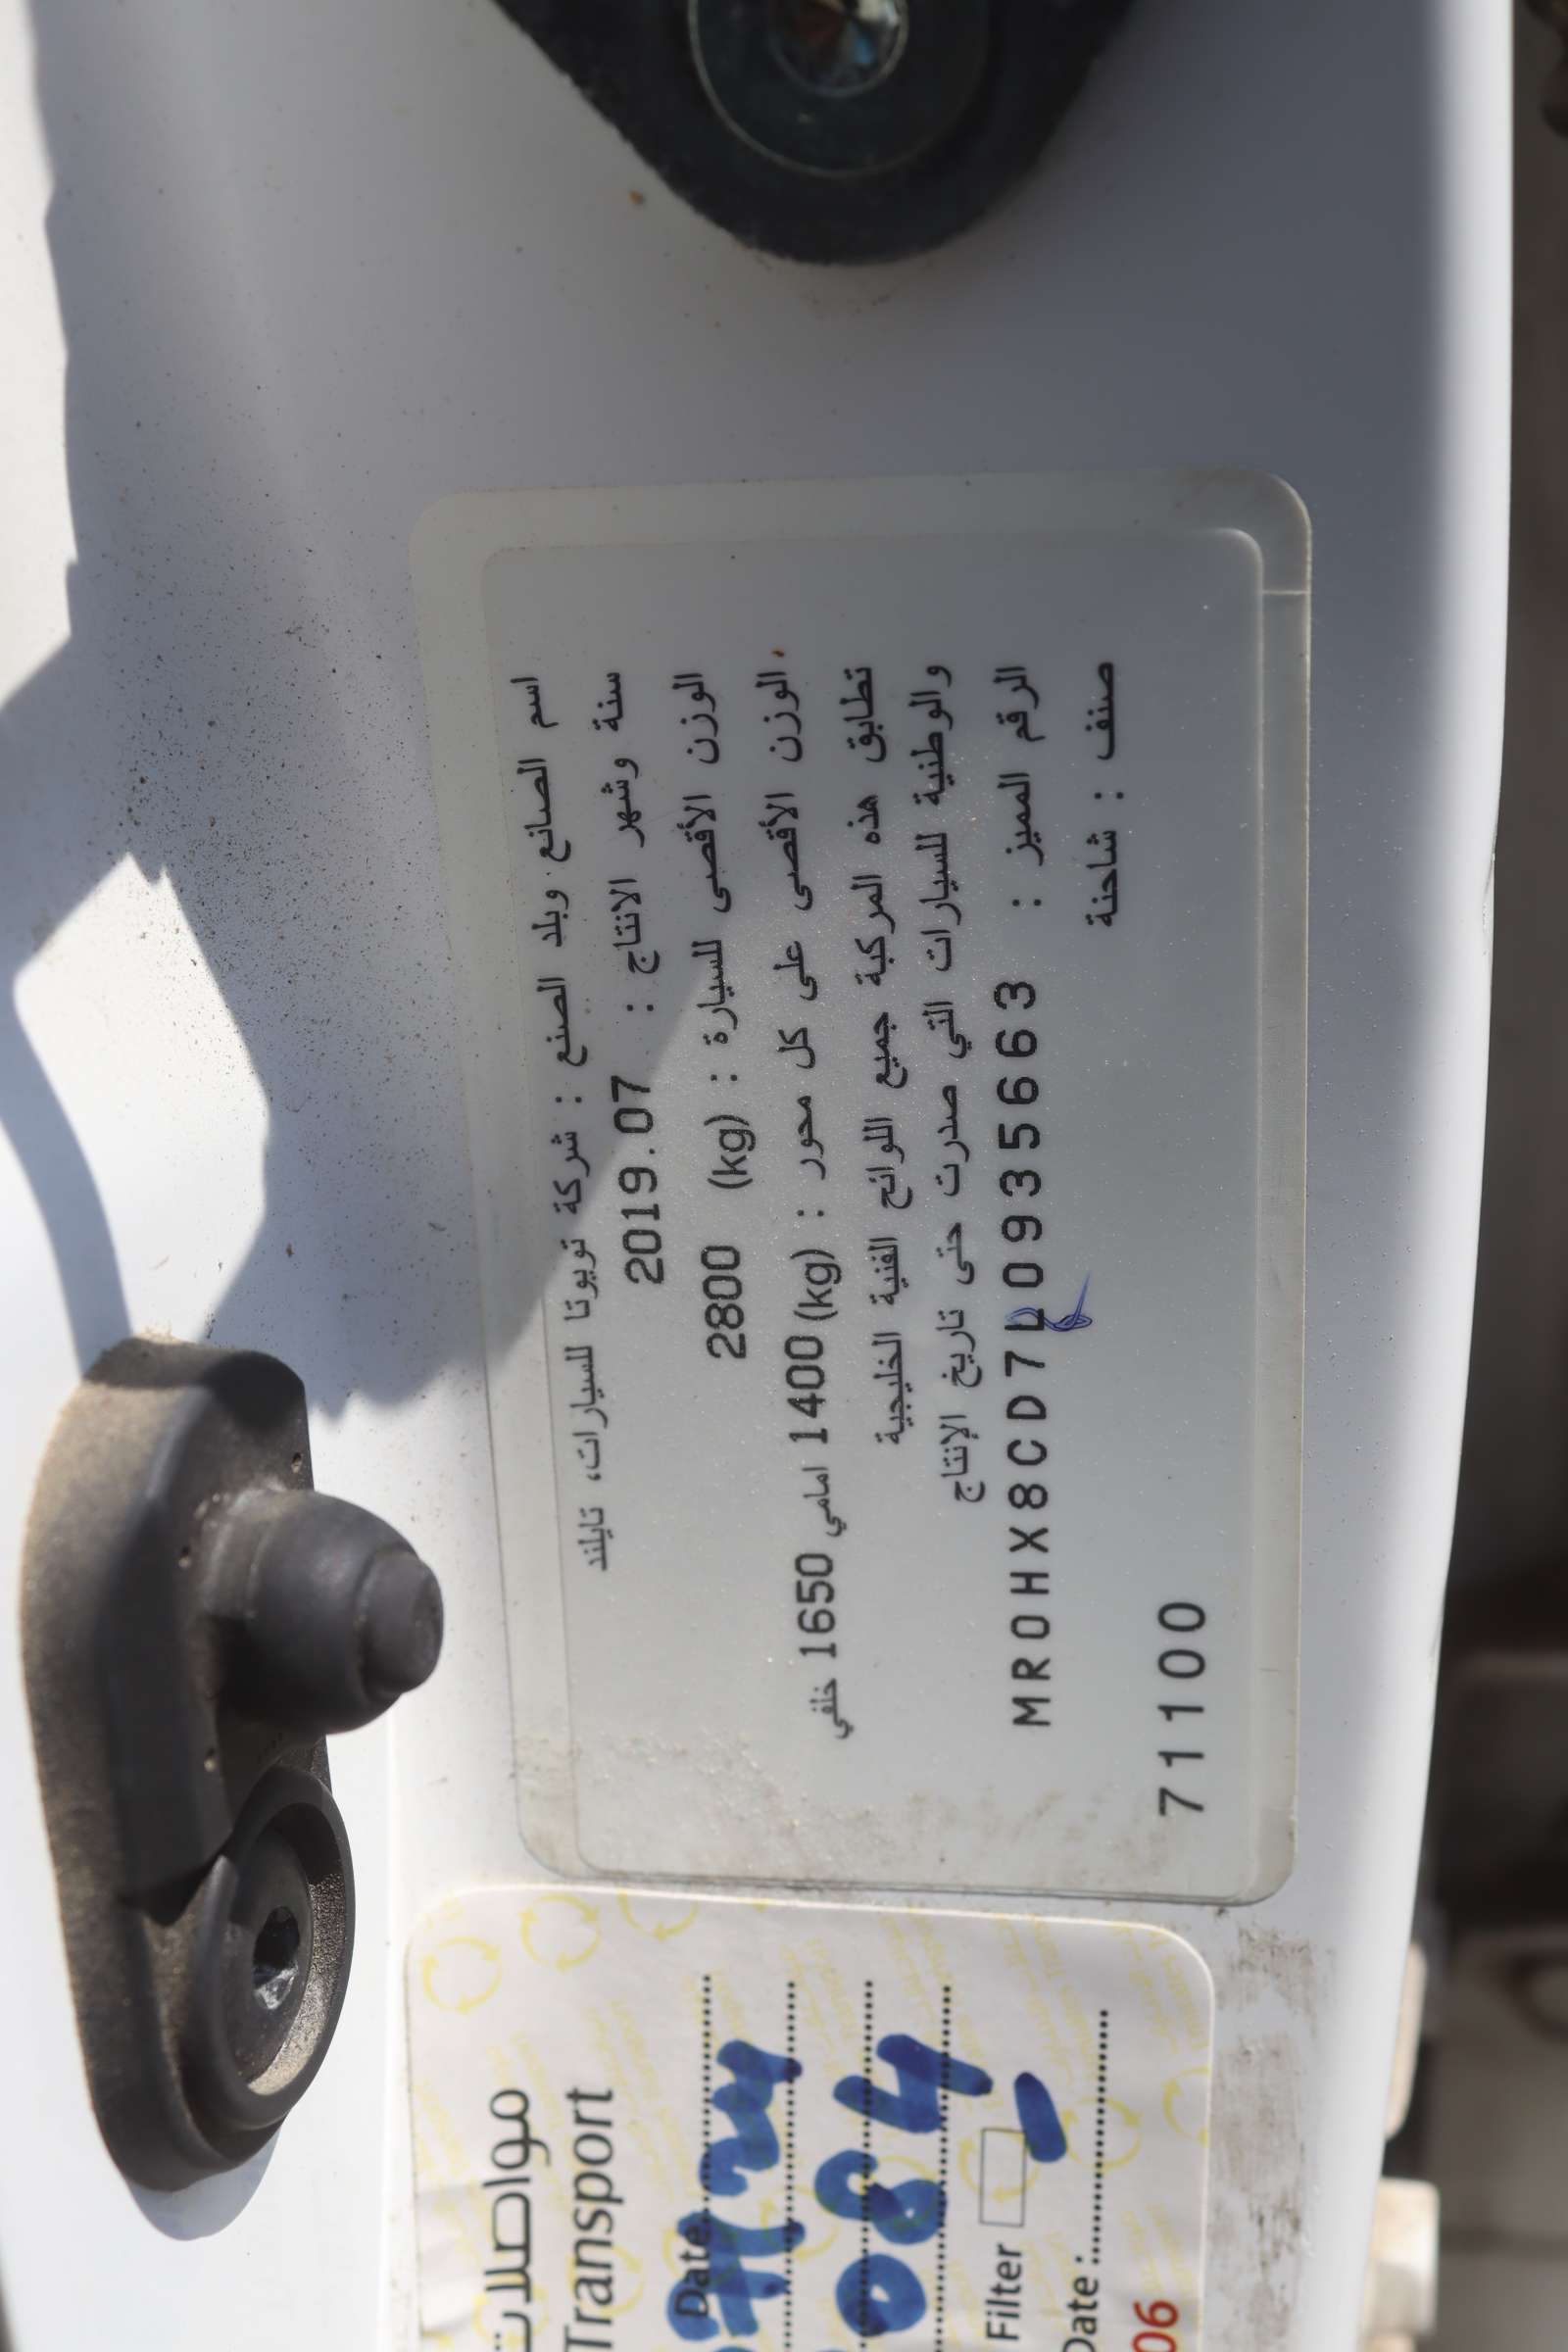 اسم الصانع وبلد الصنع : شركة تويوتا للسيارات، تايلند
سنة وشهر الانتاج : 2019.07
الوزن الأقصى للسيارة : (kg) 2800
الوزن الأقصى على كل محور : (kg) 1400 امامي 1650 خلفي
تطابق هذه المركبة جميع اللوائح الفنية الخليجية
والوطنية للسيارات التي صدرت حتى تاريخ الإنتاج
الرقم المميز : MR0HX8CD7L0935663
صنف : شاحنة
71100
مواصلات
Transport
Date
Filter
Date :
06